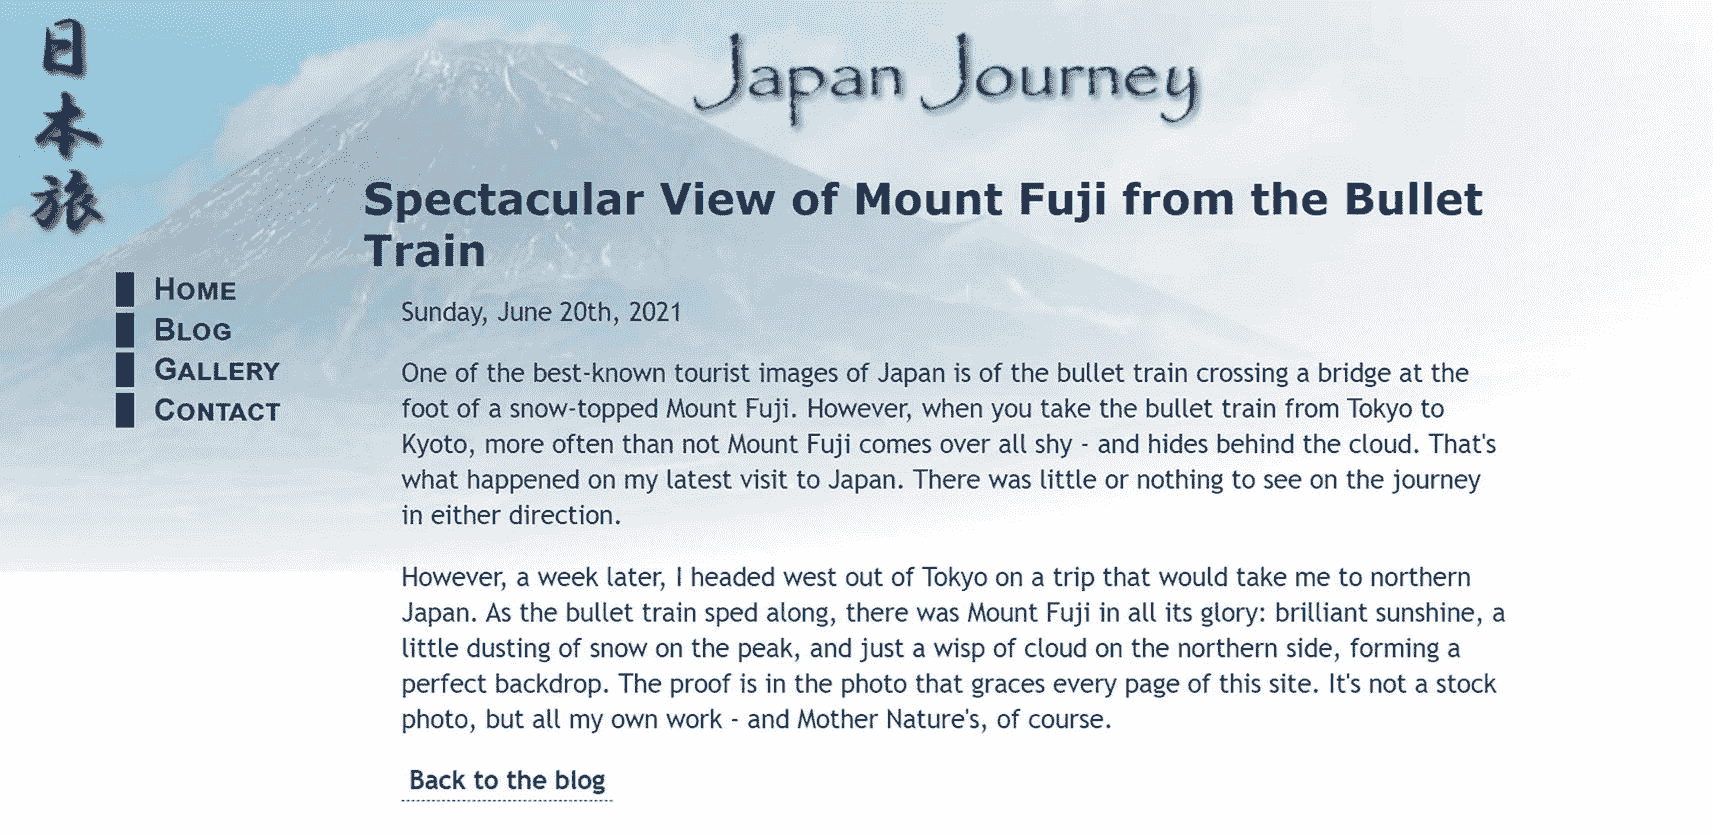 日
本
旅
Japan Journey
Home
Blog
Gallery
Contact
Spectacular View of Mount Fuji from the Bullet
Train
Sunday, June 20th, 2021
One of the best-known tourist images of Japan is of the bullet train crossing a bridge at the
foot of a snow-topped Mount Fuji. However, when you take the bullet train from Tokyo to
Kyoto, more often than not Mount Fuji comes over all shy - and hides behind the cloud. That's
what happened on my latest visit to Japan. There was little or nothing to see on the journey
in either direction.
However, a week later, I headed west out of Tokyo on a trip that would take me to northern
Japan. As the bullet train sped along, there was Mount Fuji in all its glory: brilliant sunshine, a
little dusting of snow on the peak, and just a wisp of cloud on the northern side, forming a
perfect backdrop. The proof is in the photo that graces every page of this site. It's not a stock
photo, but all my own work - and Mother Nature's, of course.
Back to the blog